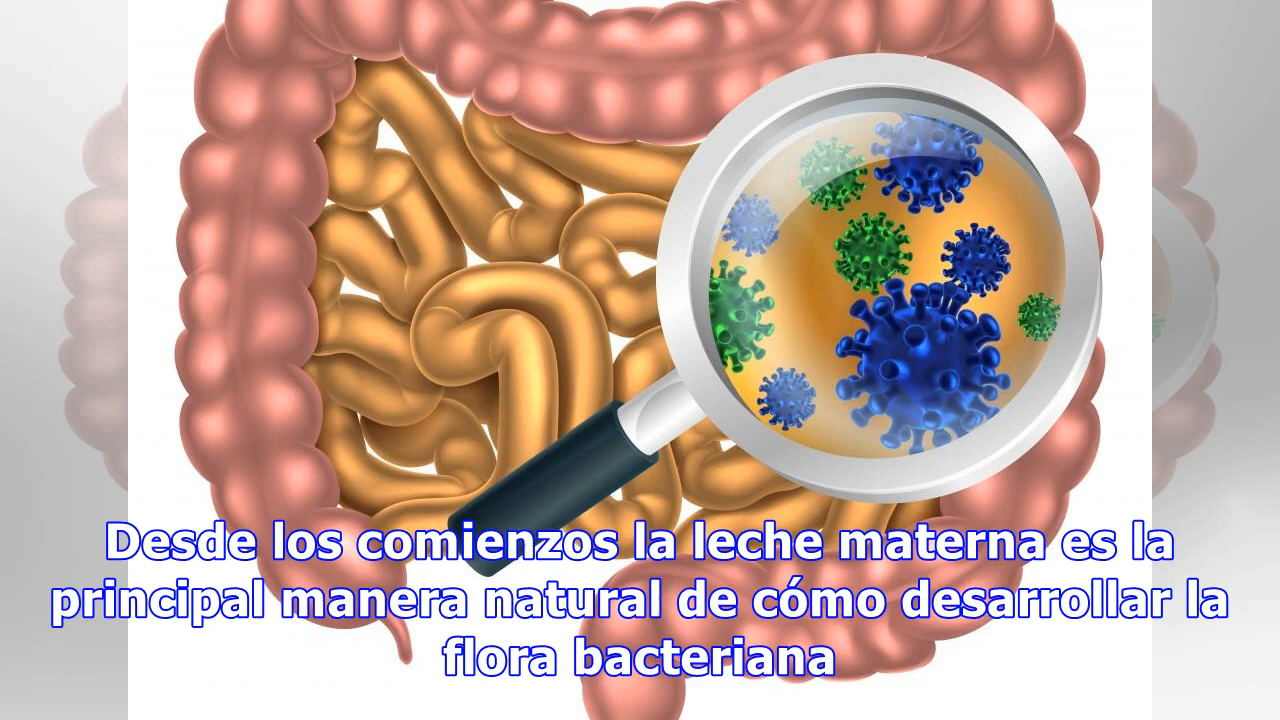 Desde los comienzos la leche materna es la
principal manera natural de cómo desarrollar la
flora bacteriana